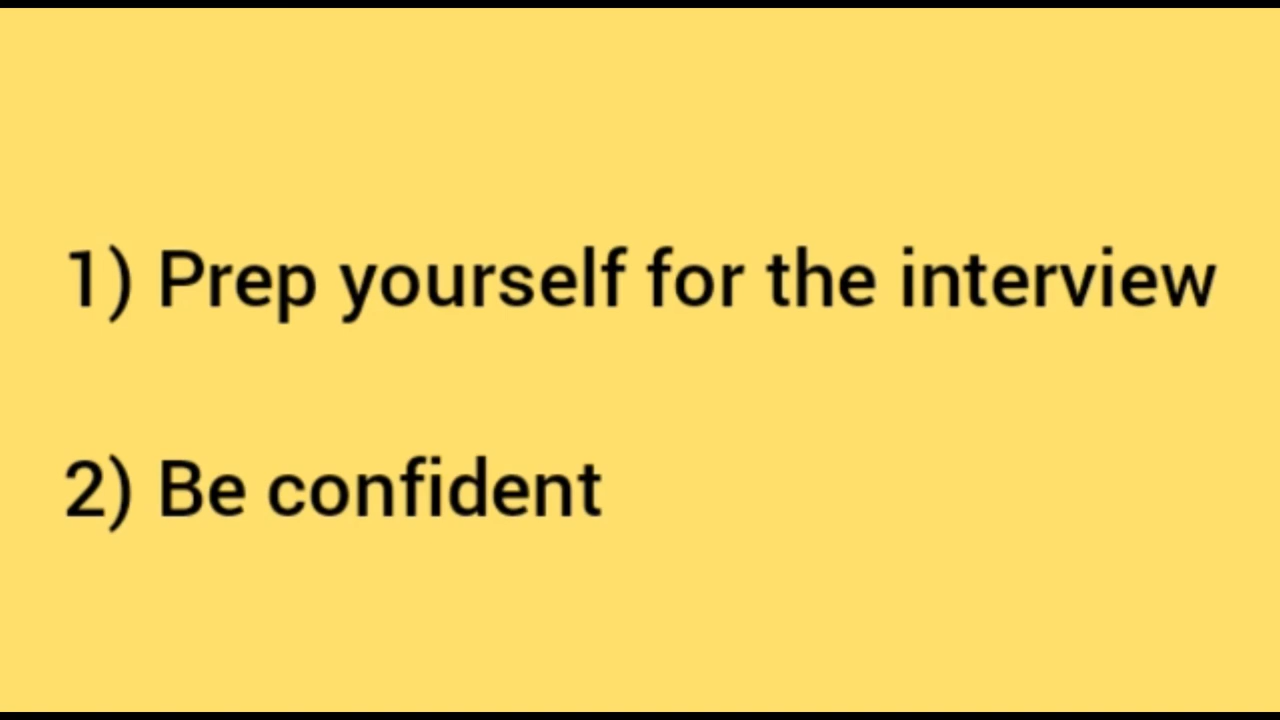 1) Prep yourself for the interview
2) Be confident